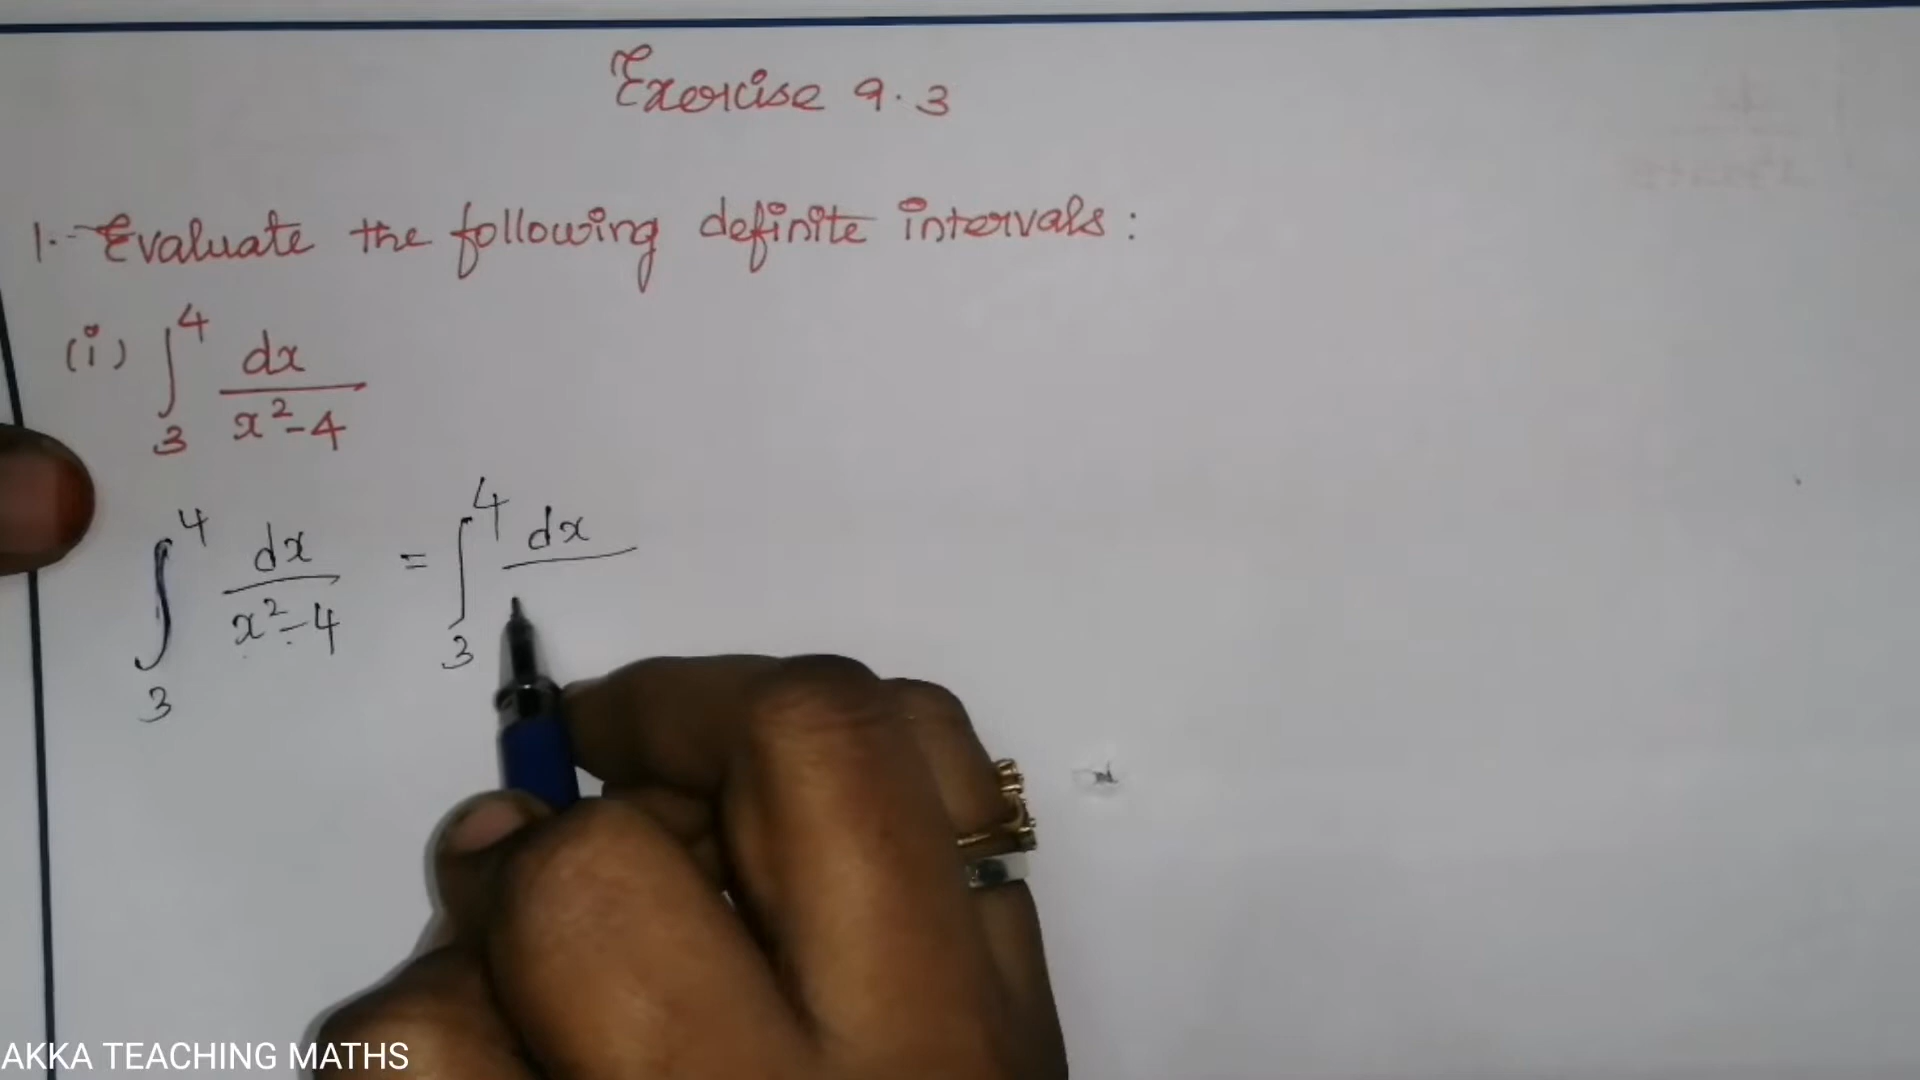 Exercise 9.3
1. Evaluate the following definite intervals:
(i) ∫₃⁴ dx/(x²-4)
∫₃⁴ dx/(x²-4) = ∫₃⁴ dx/
AKKA TEACHING MATHS